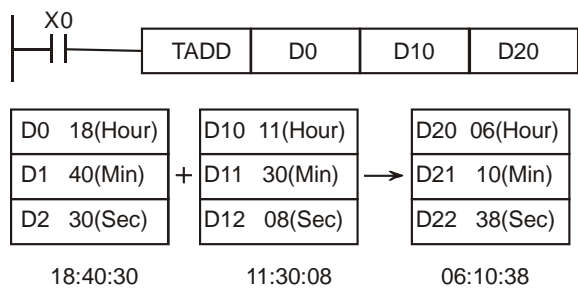 X0
TADD D0 D10 D20
D0 18(Hour) D10 11(Hour) D20 06(Hour)
D1 40(Min) + D11 30(Min) → D21 10(Min)
D2 30(Sec) D12 08(Sec) D22 38(Sec)
18:40:30 11:30:08 06:10:38